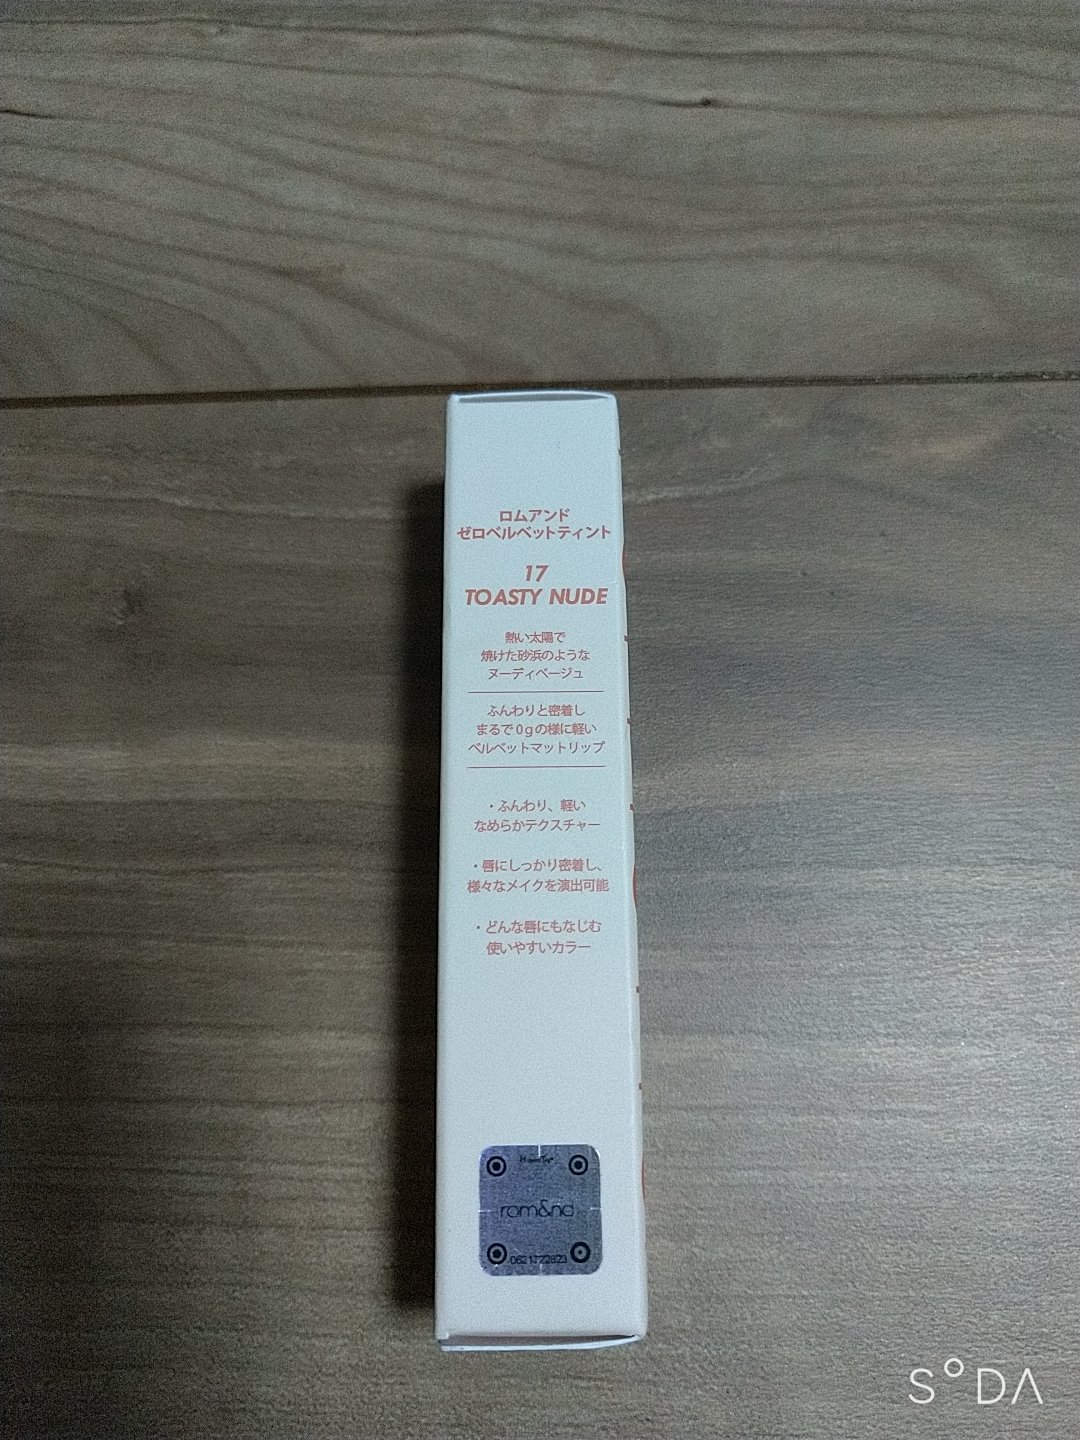 ロムアンド
ゼロベルベットティント
17
TOASTY NUDE
熱い太陽で
焼けた砂浜のような
ヌーディベージュ
ふんわりと密着し
まるで0gの様に軽い
ベルベットマットリップ
・ふんわり、軽い
なめらかテクスチャー
・唇にしっかり密着し、
様々なメイクを演出可能
・どんな唇にもなじむ
使いやすいカラー
rom&nd
SODA